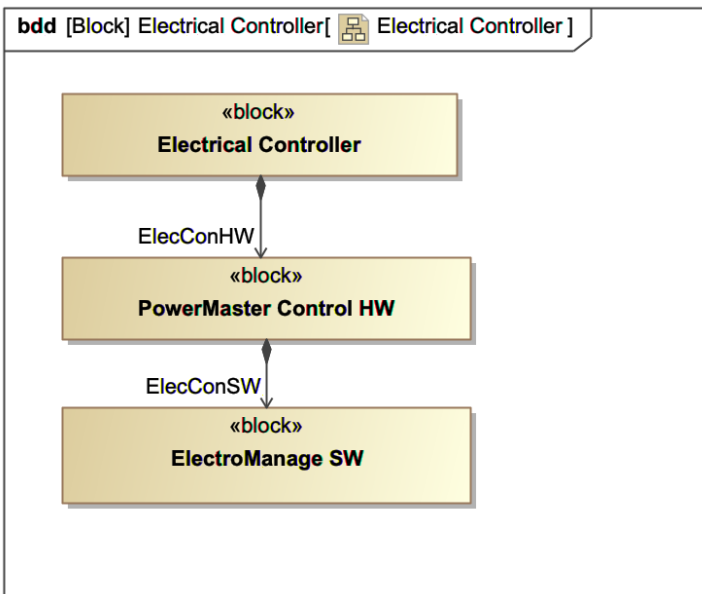 bdd [Block] Electrical Controller[ Electrical Controller ]
«block»
Electrical Controller
ElecConHW
«block»
PowerMaster Control HW
ElecConSW
«block»
ElectroManage SW